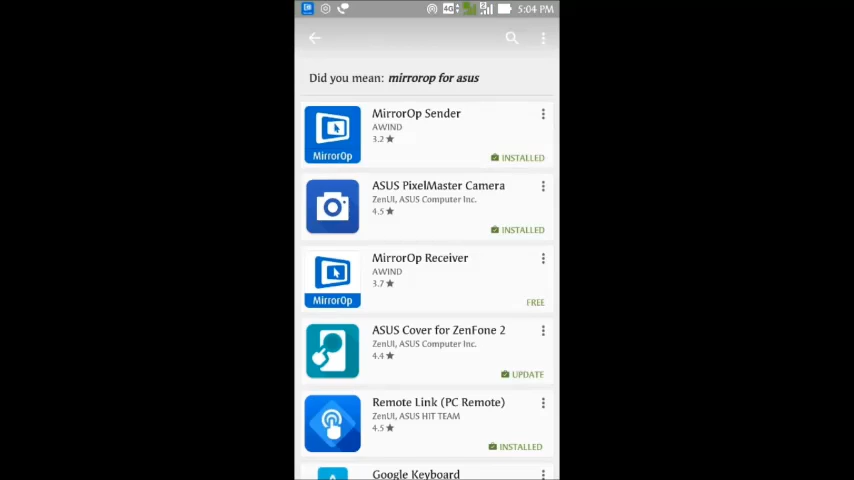 4G 2 5:04 PM
Did you mean: mirrorop for asus
MirrorOp Sender
AWIND
3.2
MirrorOp
INSTALLED
ASUS PixelMaster Camera
ZenUI, ASUS Computer Inc.
4.5
INSTALLED
MirrorOp Receiver
AWIND
3.7
MirrorOp
FREE
ASUS Cover for ZenFone 2
ZenUI, ASUS Computer Inc.
4.4
UPDATE
Remote Link (PC Remote)
ZenUI, ASUS HIT TEAM
4.5
INSTALLED
Google Keyboard